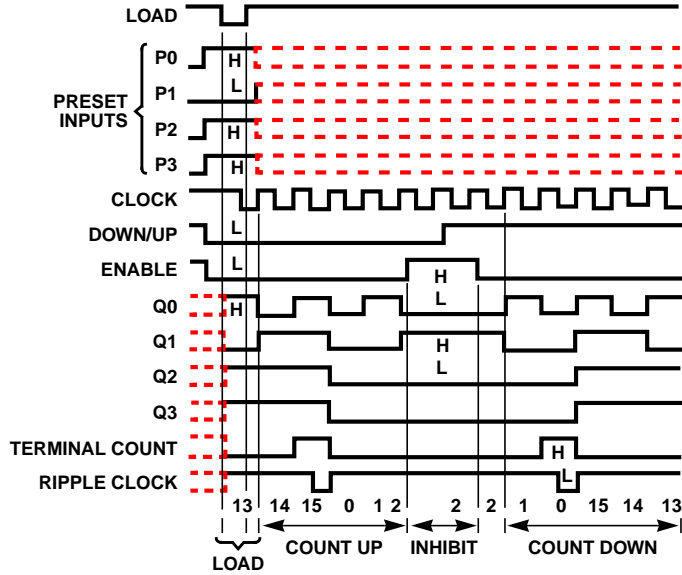 LOAD
P0 H
P1 L
PRESET
INPUTS
P2 H
P3 H
CLOCK
DOWN/UP L
ENABLE L H
Q0 H L
Q1 H
Q2 L
Q3
TERMINAL COUNT H
RIPPLE CLOCK L
13 14 15 0 1 2 2 2 1 0 15 14 13
COUNT UP INHIBIT COUNT DOWN
LOAD